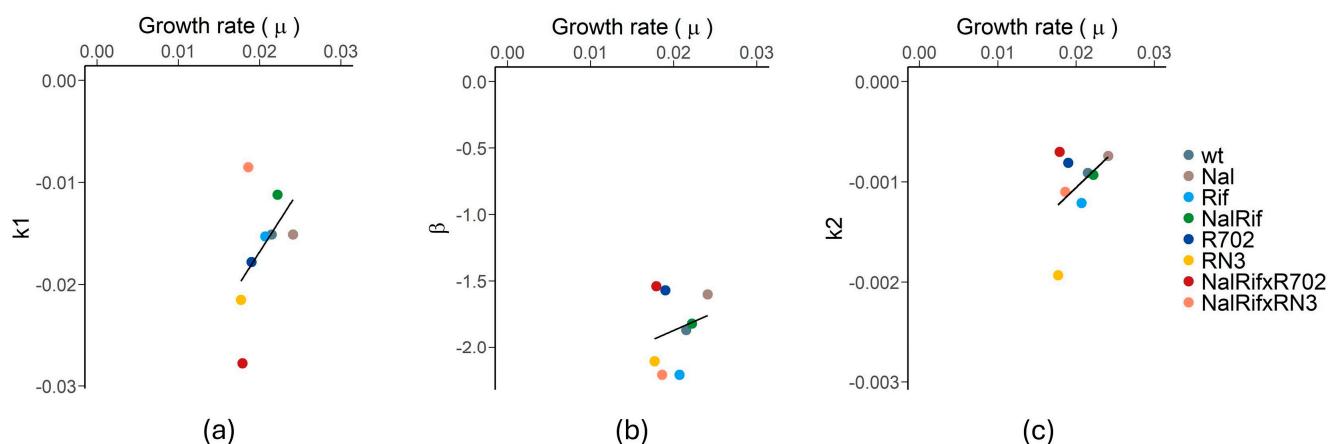 Growth rate ( μ )
0.00 0.01 0.02 0.03
0.00
-0.01
-0.02
-0.03
k1
(a)
Growth rate ( μ )
0.00 0.01 0.02 0.03
0.0
-0.5
-1.0
-1.5
-2.0
β
(b)
Growth rate ( μ )
0.00 0.01 0.02 0.03
0.000
-0.001
-0.002
-0.003
k2
(c)
wt
Nal
Rif
NalRif
R702
RN3
NalRifxR702
NalRifxRN3